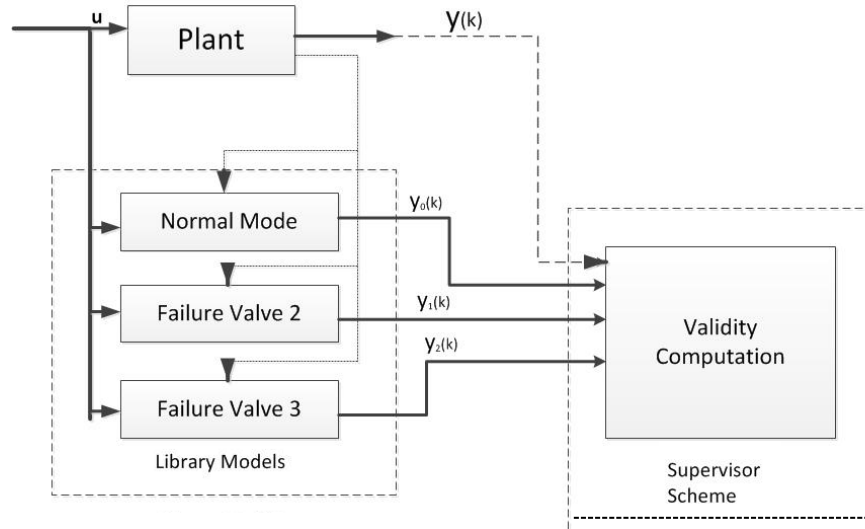 u
Plant
y(k)
Normal Mode
y₀(k)
Failure Valve 2
y₁(k)
Validity
Computation
y₂(k)
Failure Valve 3
Library Models
Supervisor
Scheme